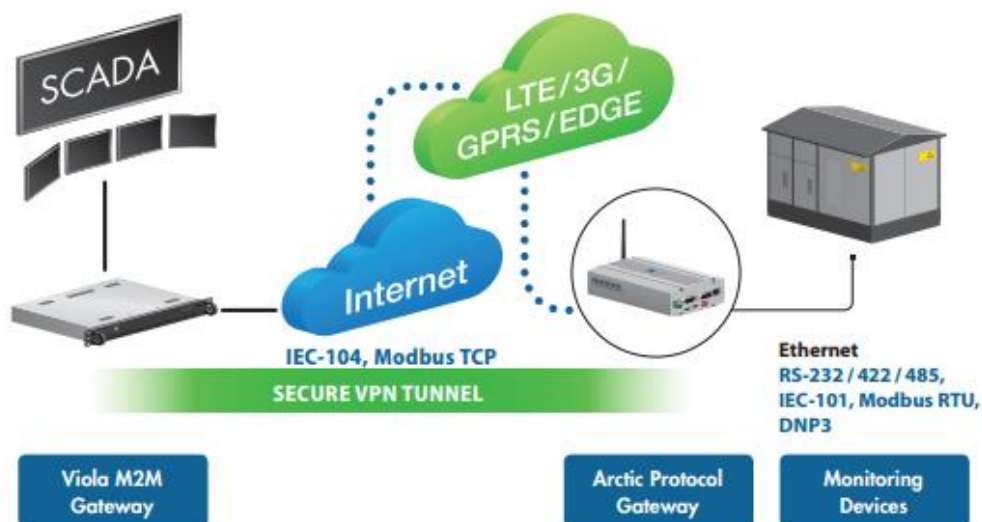 SCADA
LTE/3G/
GPRS/EDGE
Internet
IEC-104, Modbus TCP
SECURE VPN TUNNEL
Ethernet
RS-232 / 422 / 485,
IEC-101, Modbus RTU,
DNP3
Viola M2M
Gateway
Arctic Protocol
Gateway
Monitoring
Devices